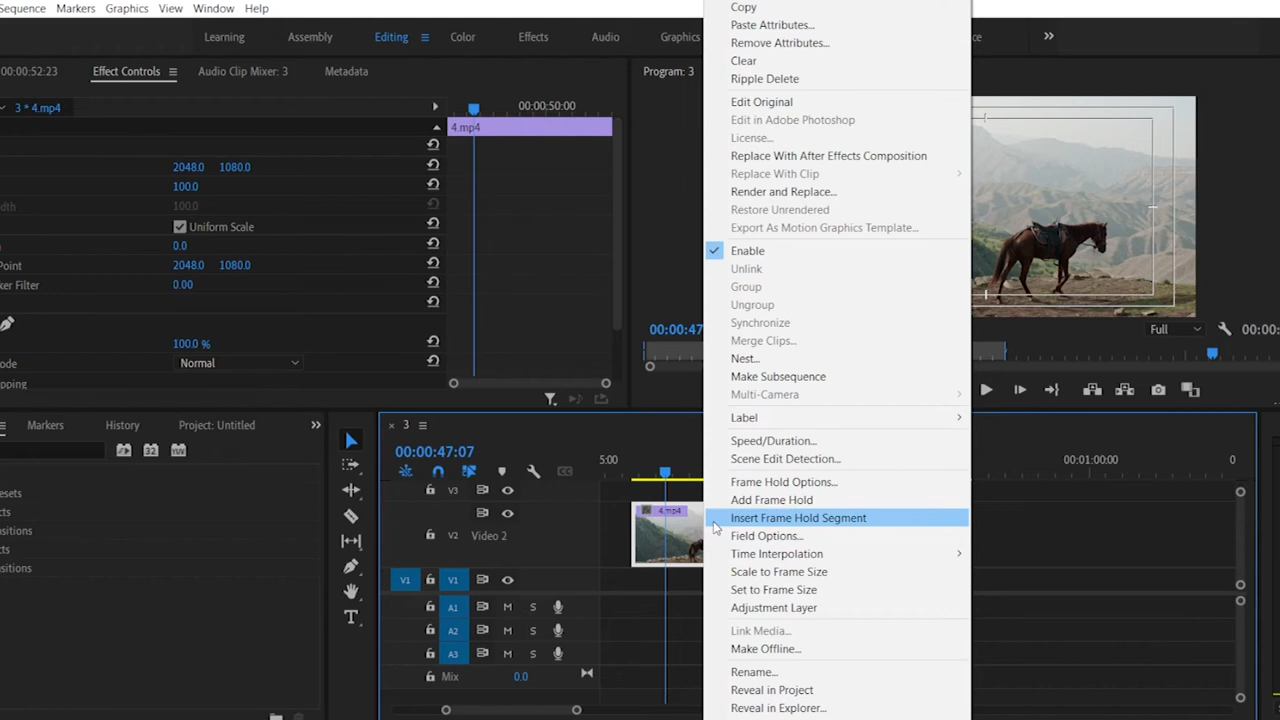 Sequence Markers Graphics View Window Help
Learning Assembly Editing Color Effects Audio Graphics
00:00:52:23 Effect Controls Audio Clip Mixer: 3 Metadata
Program: 3
3 * 4.mp4
00:00:50:00
4.mp4
2048.0 1080.0
100.0
100.0
Uniform Scale
0.0
Point 2048.0 1080.0
ker Filter 0.00
100.0 %
Normal
Copy
Paste Attributes...
Remove Attributes...
Clear
Ripple Delete
Edit Original
Edit in Adobe Photoshop
License...
Replace With After Effects Composition
Replace With Clip
Render and Replace...
Restore Unrendered
Export As Motion Graphics Template...
Enable
Unlink
Group
Ungroup
Synchronize
Merge Clips...
Nest...
Make Subsequence
Multi-Camera
Label
Speed/Duration...
Scene Edit Detection...
Frame Hold Options...
Add Frame Hold
Insert Frame Hold Segment
Field Options...
Time Interpolation
Scale to Frame Size
Set to Frame Size
Adjustment Layer
Link Media...
Make Offline...
Rename...
Reveal in Project
Reveal in Explorer...
00:00:47
Full
00:00:
Markers History Project: Untitled
32 YUV
× 3
00:00:47:07
5:00
00:01:00:00
0
V3
4.mp4
V2 Video 2
V1 V1
A1 M S
A2 M S
A3 M S
Mix 0.0